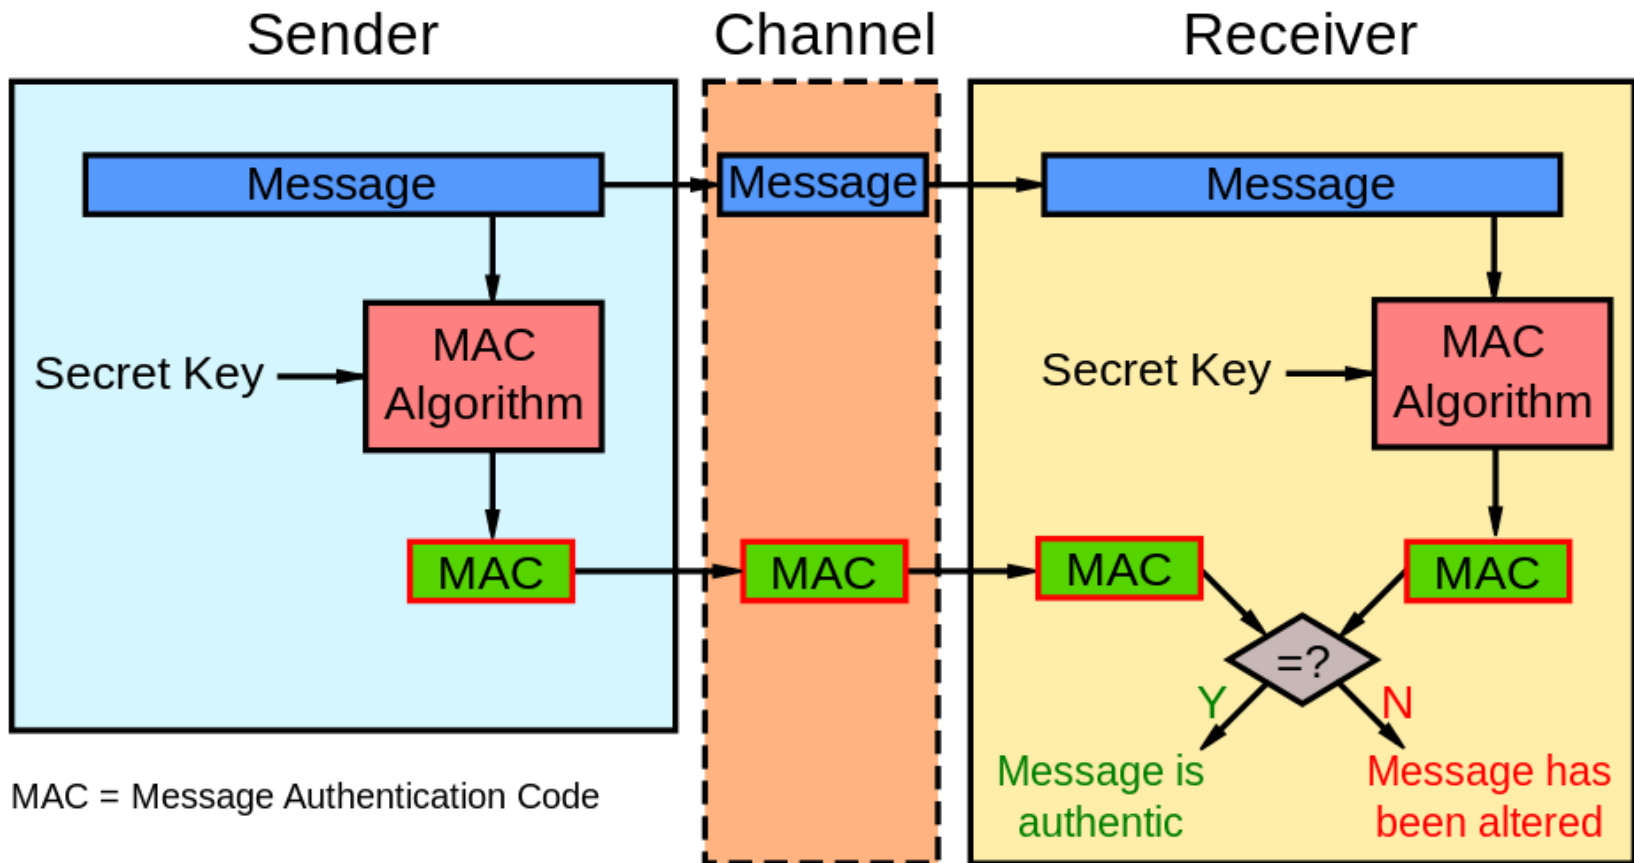 Sender
Channel
Receiver
Message
Message
Message
Secret Key
MAC
Algorithm
Secret Key
MAC
Algorithm
MAC
MAC
MAC
MAC
=?
Y
N
Message is
authentic
Message has
been altered
MAC = Message Authentication Code